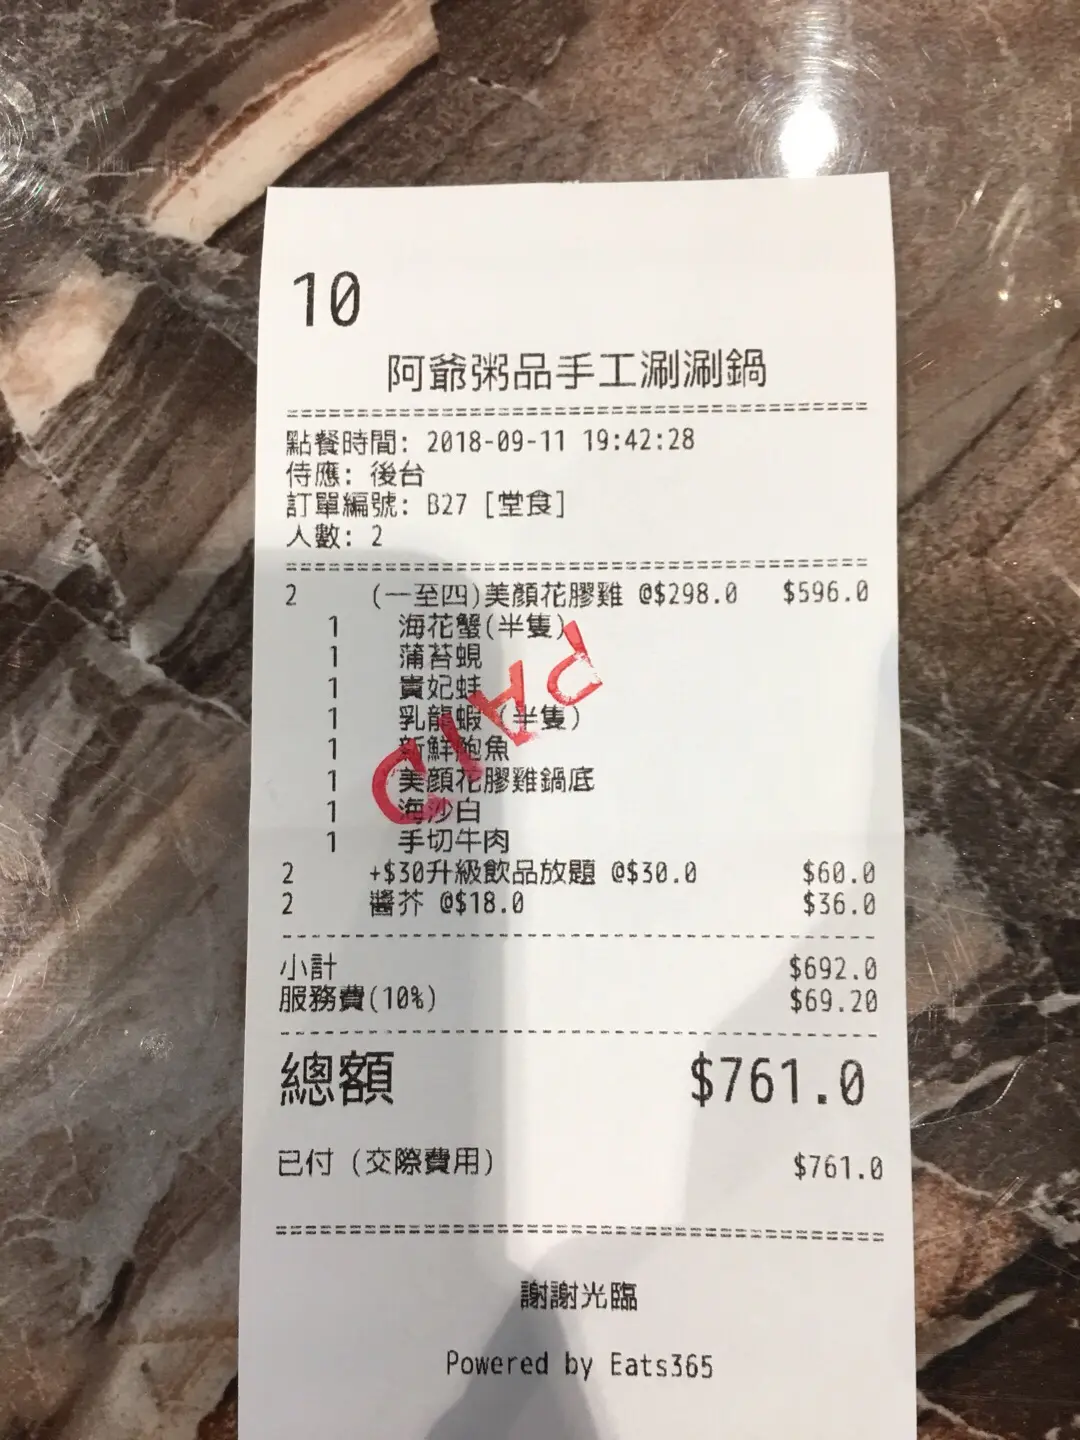 10
阿爺粥品手工涮涮鍋
點餐時間: 2018-09-11 19:42:28
侍應: 後台
訂單編號: B27 [堂食]
人數: 2
2 (一至四)美顏花膠雞 @$298.0 $596.0
1 海花蟹(半隻)
1 蒲苔蜆
1 貴妃蚌
1 乳龍蝦 (半隻)
1 新鮮鮑魚
1 美顏花膠雞鍋底
1 海沙白
1 手切牛肉
PAID
2 +$30升級飲品放題 @$30.0 $60.0
2 醬芥 @$18.0 $36.0
小計 $692.0
服務費(10%) $69.20
總額 $761.0
已付 (交際費用) $761.0
謝謝光臨
Powered by Eats365